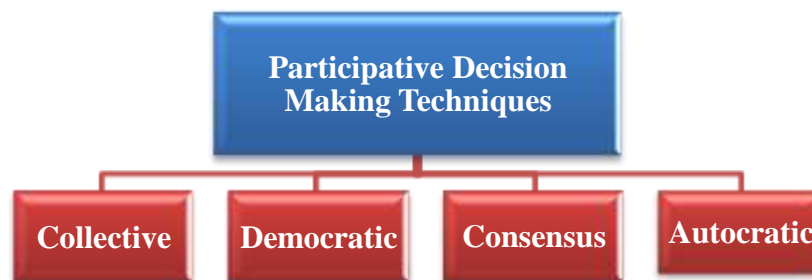 Participative Decision
Making Techniques
Collective
Democratic
Consensus
Autocratic